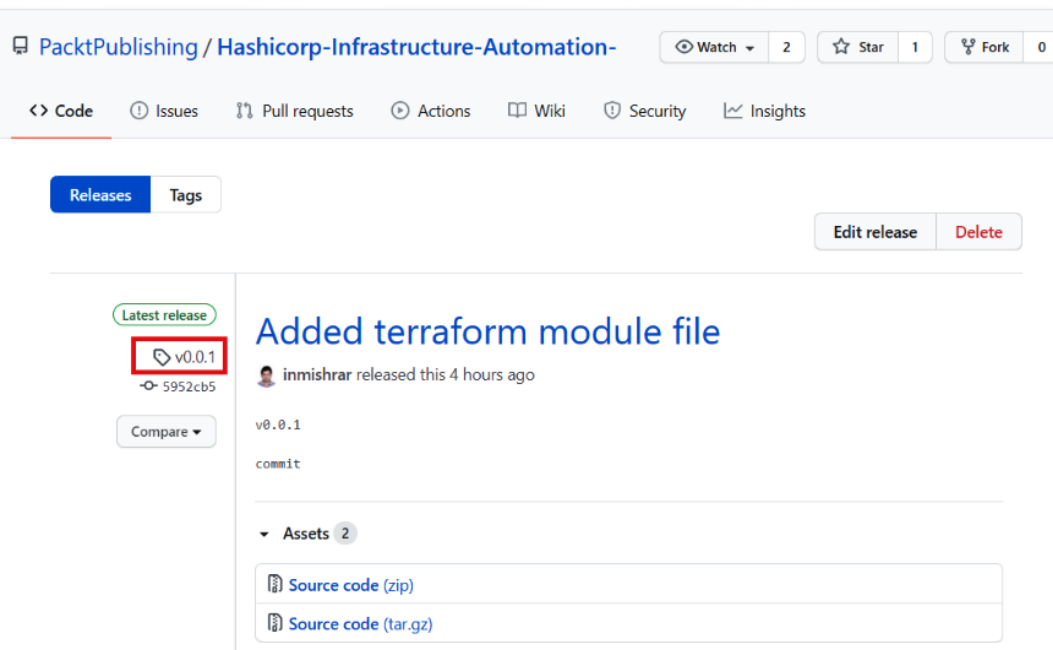 PacktPublishing / Hashicorp-Infrastructure-Automation- Watch 2 Star 1 Fork 0
Code Issues Pull requests Actions Wiki Security Insights
Releases Tags
Edit release Delete
Latest release
v0.0.1
5952cb5
Compare
Added terraform module file
inmishrar released this 4 hours ago
v0.0.1
commit
Assets 2
Source code (zip)
Source code (tar.gz)